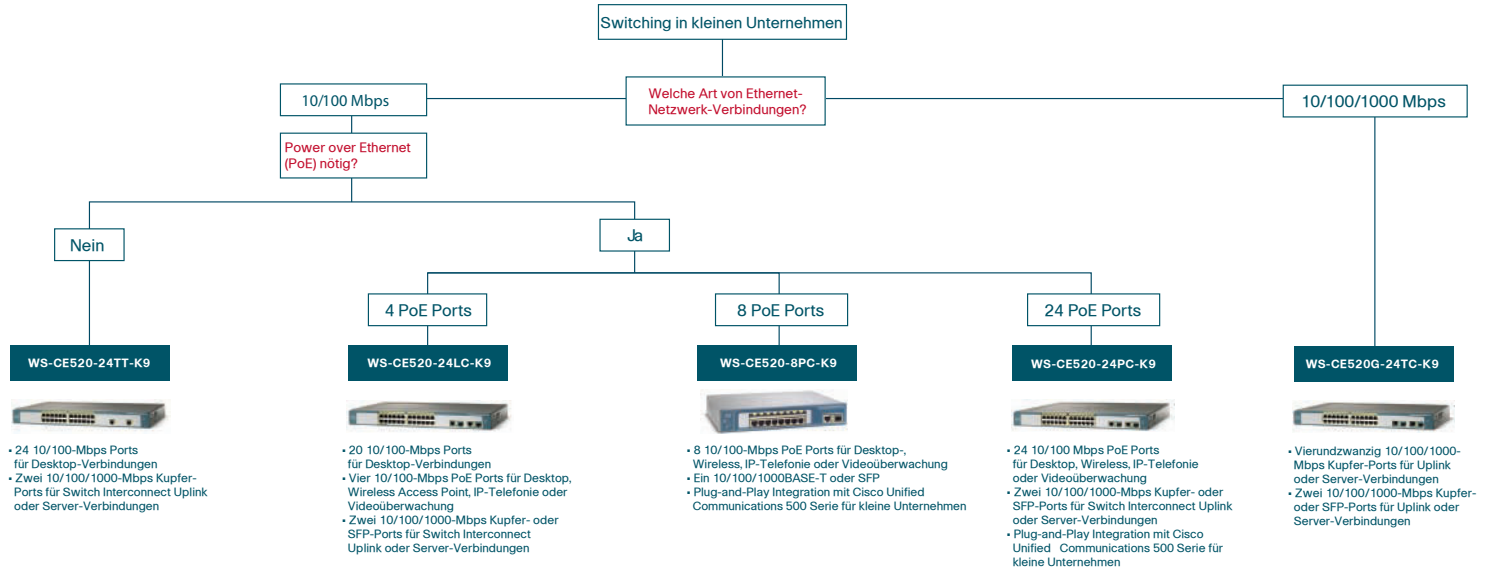 Switching in kleinen Unternehmen
10/100 Mbps
Welche Art von Ethernet-
Netzwerk-Verbindungen?
10/100/1000 Mbps
Power over Ethernet
(PoE) nötig?
Nein
Ja
4 PoE Ports
8 PoE Ports
24 PoE Ports
WS-CE520-24TT-K9
WS-CE520-24LC-K9
WS-CE520-8PC-K9
WS-CE520-24PC-K9
WS-CE520G-24TC-K9
▪ 24 10/100-Mbps Ports
für Desktop-Verbindungen
▪ Zwei 10/100/1000BASE-T Mbps Kupfer-
Ports für Switch Interconnect Uplink
oder Server-Verbindungen
▪ 20 10/100-Mbps Ports
für Desktop-Verbindungen
▪ Vier 10/100-Mbps PoE Ports für Desktop,
Wireless Access Point, IP-Telefonie oder
Videoüberwachung
▪ Zwei 10/100/1000-Mbps Kupfer- oder
SFP-Ports für Switch Interconnect
Uplink oder Server-Verbindungen
▪ 8 10/100-Mbps PoE Ports für Desktop-,
Wireless, IP-Telefonie oder Videoüberwachung
▪ Ein 10/100/1000BASE-T oder SFP
▪ Plug-and-Play Integration mit Cisco Unified
Communications 500 Serie für kleine Unternehmen
▪ 24 10/100 Mbps PoE Ports
für Desktop, Wireless, IP-Telefonie
oder Videoüberwachung
▪ Zwei 10/100/1000-Mbps Kupfer- oder
SFP-Ports für Switch Interconnect Uplink
oder Server-Verbindungen
▪ Plug-and-Play Integration mit Cisco
Unified Communications 500 Serie für
kleine Unternehmen
▪ Vierundzwanzig 10/100/1000-
Mbps Kupfer-Ports für Uplink
oder Server-Verbindungen
▪ Zwei 10/100/1000-Mbps Kupfer-
oder SFP-Ports für Uplink oder
Server-Verbindungen